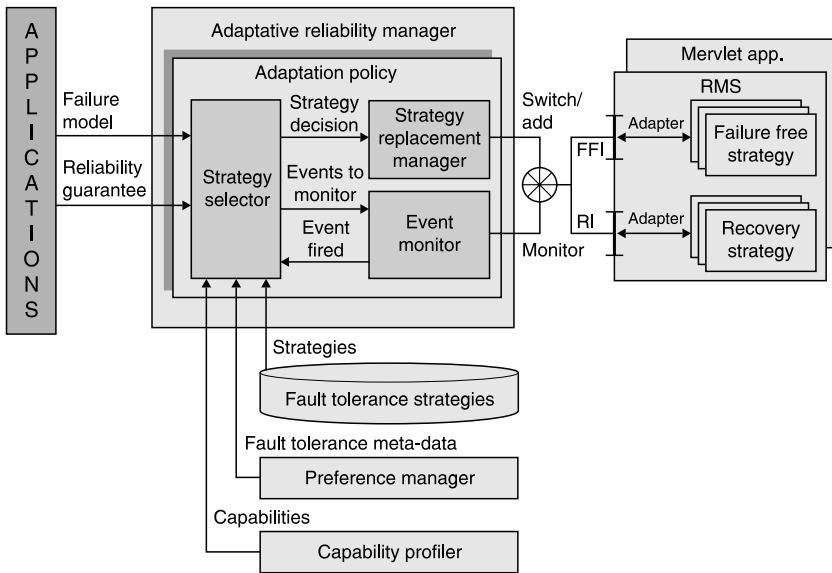 APPLICATIONS
Adaptative reliability manager
Adaptation policy
Failure
model
Reliability
guarantee
Strategy
selector
Strategy
decision
Events to
monitor
Event
fired
Strategy
replacement
manager
Event
monitor
Switch/
add
Monitor
Mervlet app.
RMS
FFI
Adapter
Failure free
strategy
RI
Adapter
Recovery
strategy
Strategies
Fault tolerance strategies
Fault tolerance meta-data
Preference manager
Capabilities
Capability profiler